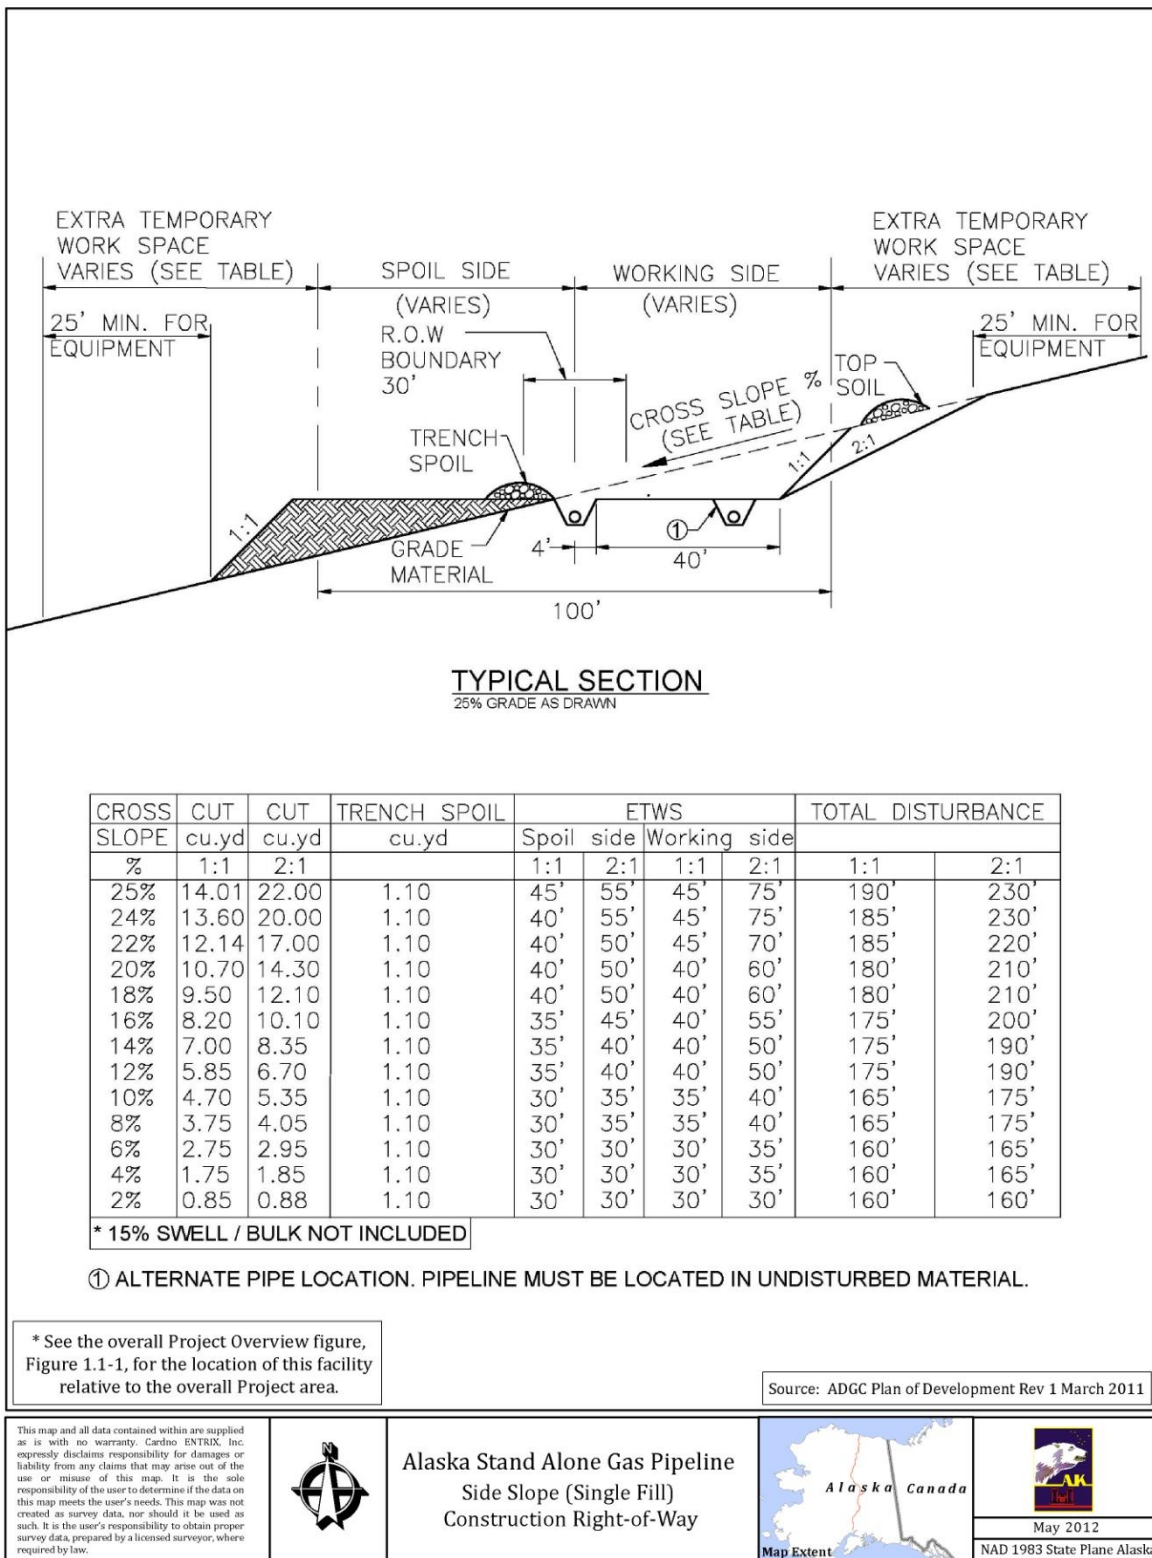 EXTRA TEMPORARY
WORK SPACE
VARIES (SEE TABLE)
SPOIL SIDE
(VARIES)
WORKING SIDE
(VARIES)
EXTRA TEMPORARY
WORK SPACE
VARIES (SEE TABLE)
25' MIN. FOR
EQUIPMENT
R.O.W
BOUNDARY
30'
25' MIN. FOR
EQUIPMENT
TOP
SOIL
CROSS SLOPE %
(SEE TABLE)
TRENCH
SPOIL
1:1
2:1
1:1
GRADE
MATERIAL
4'
①
40'
100'
TYPICAL SECTION
25% GRADE AS DRAWN
CROSS CUT CUT TRENCH SPOIL ETWS TOTAL DISTURBANCE
SLOPE cu.yd cu.yd cu.yd Spoil side Working side
% 1:1 2:1 1:1 2:1 1:1 2:1 1:1 2:1
25% 14.01 22.00 1.10 45' 55' 45' 75' 190' 230'
24% 13.60 20.00 1.10 40' 55' 45' 75' 185' 230'
22% 12.14 17.00 1.10 40' 50' 45' 70' 185' 220'
20% 10.70 14.30 1.10 40' 50' 40' 60' 180' 210'
18% 9.50 12.10 1.10 40' 50' 40' 60' 180' 210'
16% 8.20 10.10 1.10 35' 45' 40' 55' 175' 200'
14% 7.00 8.35 1.10 35' 40' 40' 50' 175' 190'
12% 5.85 6.70 1.10 35' 40' 40' 50' 175' 190'
10% 4.70 5.35 1.10 30' 35' 35' 40' 165' 175'
8% 3.75 4.05 1.10 30' 35' 35' 40' 165' 175'
6% 2.75 2.95 1.10 30' 30' 30' 35' 160' 165'
4% 1.75 1.85 1.10 30' 30' 30' 35' 160' 165'
2% 0.85 0.88 1.10 30' 30' 30' 30' 160' 160'
* 15% SWELL / BULK NOT INCLUDED
① ALTERNATE PIPE LOCATION. PIPELINE MUST BE LOCATED IN UNDISTURBED MATERIAL.
* See the overall Project Overview figure,
Figure 1.1-1, for the location of this facility
relative to the overall Project area.
Source: ADGC Plan of Development Rev 1 March 2011
This map and all data contained within are supplied
as is with no warranty. Cardno ENTRIX, Inc.
expressly disclaims responsibility for damages or
liability from any claims that may arise out of the
use or misuse of this map. It is the sole
responsibility of the user to determine if the data on
this map meets the user's needs. This map was not
created as survey data, nor should it be used as
such. It is the user's responsibility to obtain proper
survey data, prepared by a licensed surveyor, where
required by law.
N
Alaska Stand Alone Gas Pipeline
Side Slope (Single Fill)
Construction Right-of-Way
Alaska Canada
Map Extent
AK
May 2012
NAD 1983 State Plane Alaska